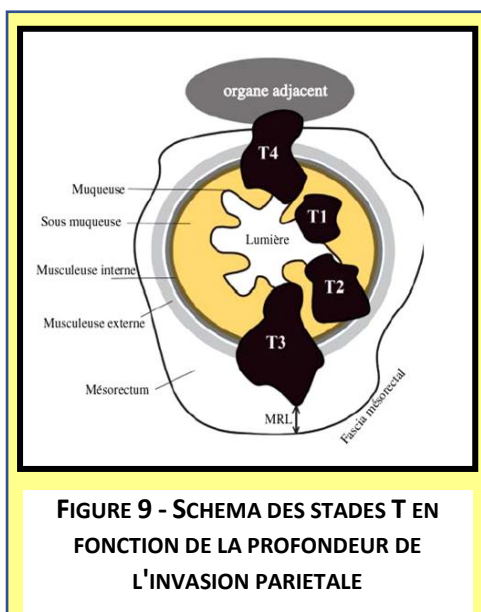 organe adjacent
T4
Muqueuse
T1
Sous muqueuse
Lumière
Musculeuse interne
T2
Musculeuse externe
T3
Mésorectum
MRL
Fascia mésorectal
FIGURE 9 - SCHEMA DES STADES T EN
FONCTION DE LA PROFONDEUR DE
L'INVASION PARIETALE